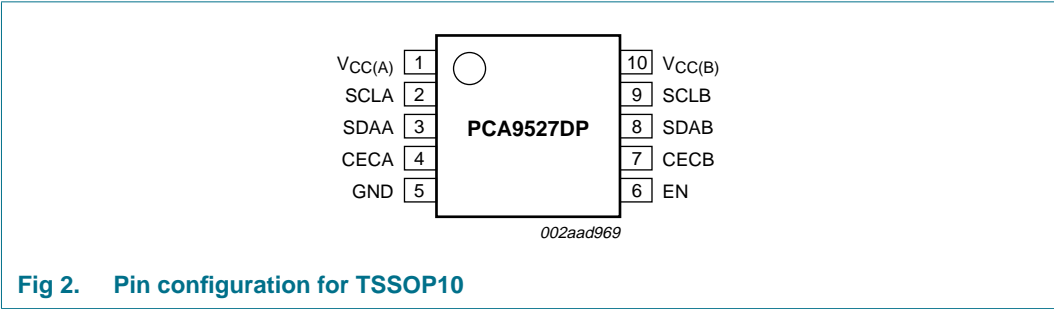 VCC(A) 1 10 VCC(B)
SCLA 2 9 SCLB
SDAA 3 PCA9527DP 8 SDAB
CECA 4 7 CECB
GND 5 6 EN
002aad969
Fig 2. Pin configuration for TSSOP10